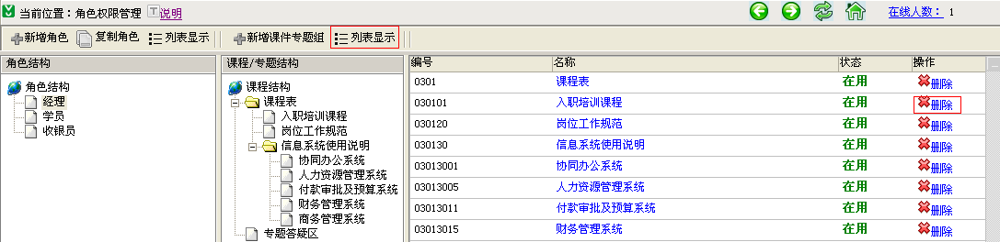 当前位置：角色权限管理 T说明 在线人数： 1
新增角色 复制角色 列表显示 新增课件专题组 列表显示
角色结构
角色结构
经理
学员
收银员
课程/专题结构
课程结构
课程表
入职培训课程
岗位工作规范
信息系统使用说明
协同办公系统
人力资源管理系统
付款审批及预算系统
财务管理系统
商务管理系统
专题答疑区
编号 名称 状态 操作
0301 课程表 在用 删除
030101 入职培训课程 在用 删除
030120 岗位工作规范 在用 删除
030130 信息系统使用说明 在用 删除
03013001 协同办公系统 在用 删除
03013005 人力资源管理系统 在用 删除
03013011 付款审批及预算系统 在用 删除
03013015 财务管理系统 在用 删除